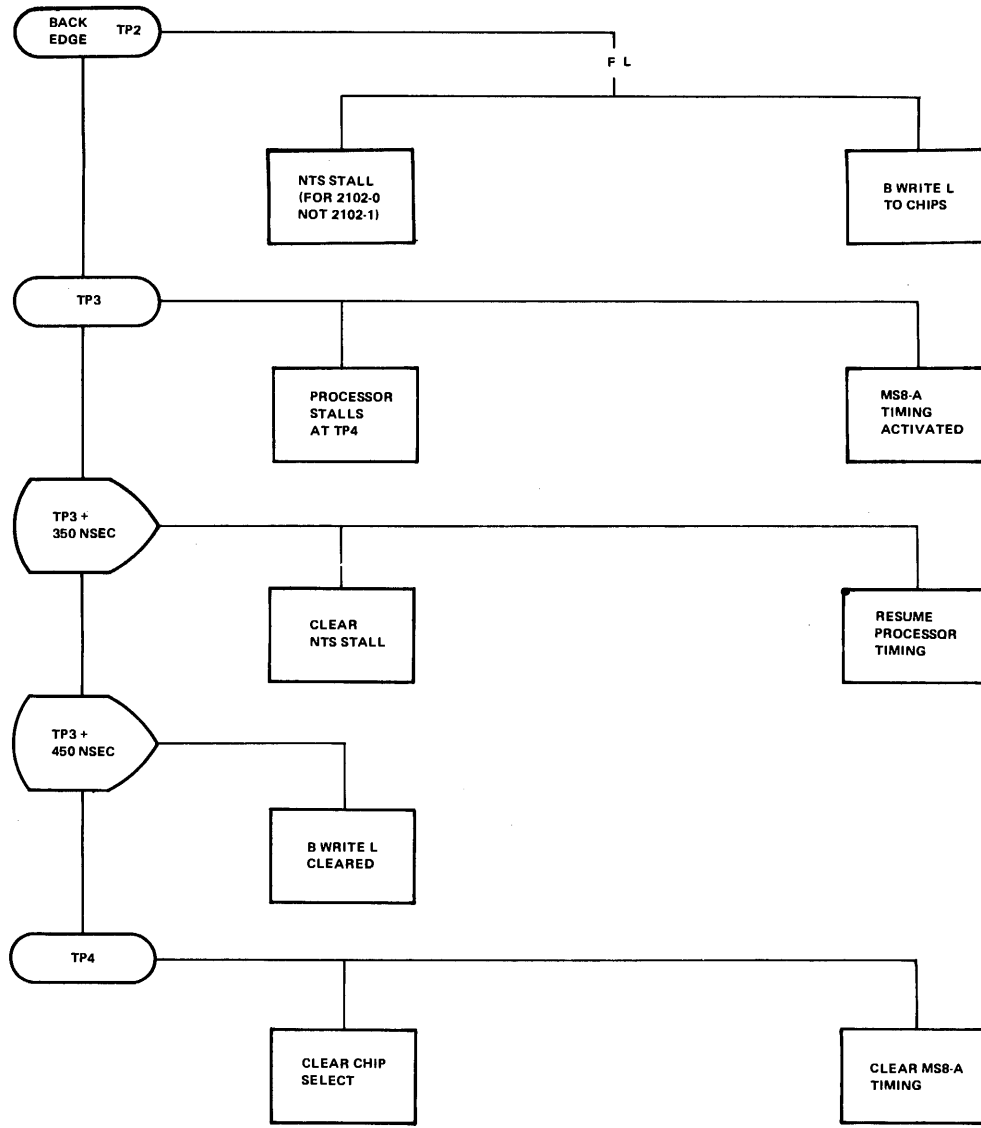 BACK TP2
EDGE
F L
NTS STALL
(FOR 2102-0
NOT 2102-1)
B WRITE L
TO CHIPS
TP3
PROCESSOR
STALLS
AT TP4
MS8-A
TIMING
ACTIVATED
TP3 +
350 NSEC
CLEAR
NTS STALL
RESUME
PROCESSOR
TIMING
TP3 +
450 NSEC
B WRITE L
CLEARED
TP4
CLEAR CHIP
SELECT
CLEAR MS8-A
TIMING